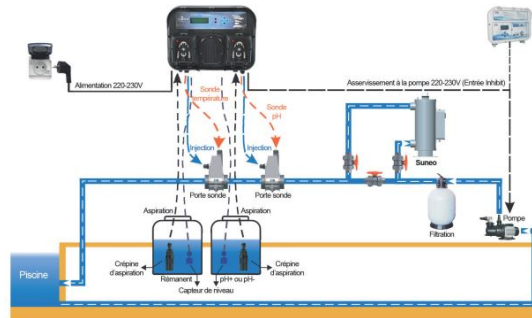 Alimentation 220-230V
Asservissement à la pompe 220-230V (Entrée Inhibit)
Sonde
température
Sonde
pH
Injection
Injection
Suneo
Porte sonde
Porte sonde
Pompe
Filtration
Aspiration
Aspiration
Piscine
Crépine
d'aspiration
Rémanent
pH+ ou pH-
Crépine
d'aspiration
Capteur de niveau